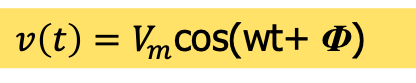 v(t) = Vₘcos(wt+ Φ)